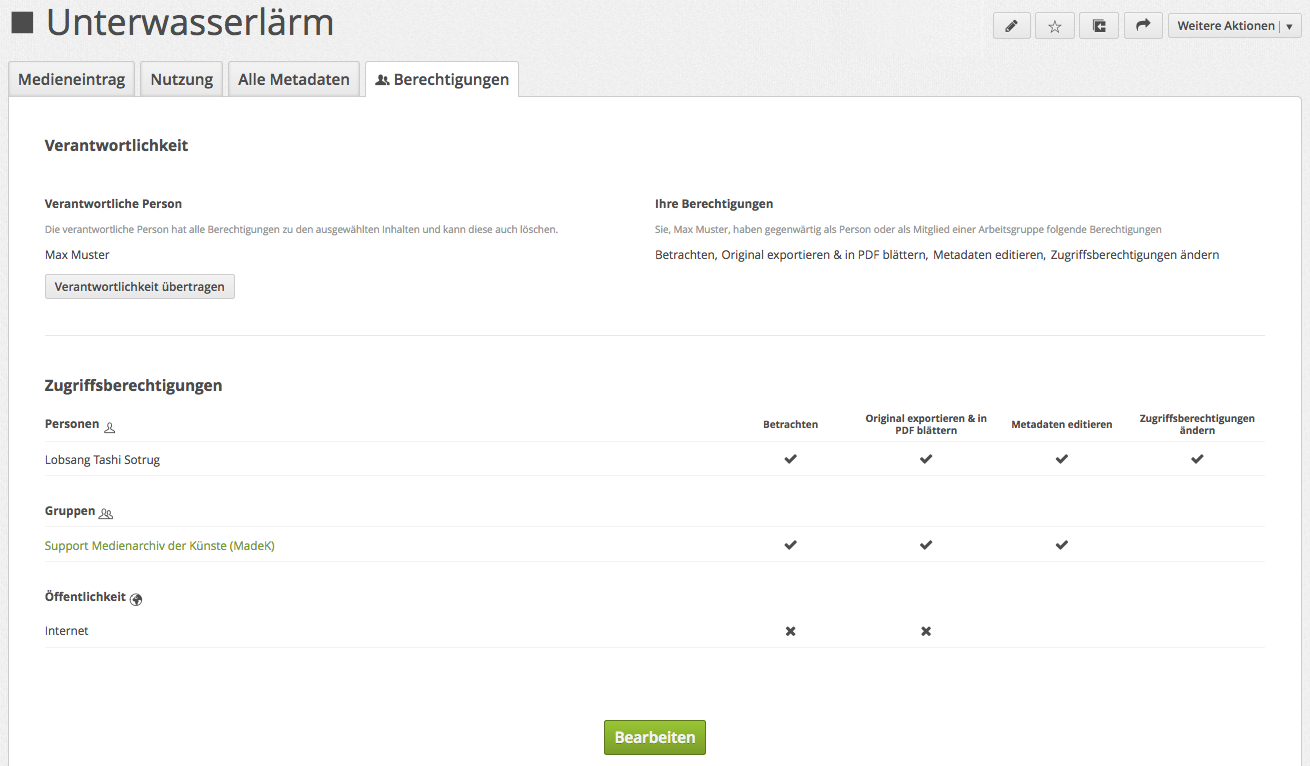 Unterwasserlärm
Weitere Aktionen
Medieneintrag Nutzung Alle Metadaten Berechtigungen
Verantwortlichkeit
Verantwortliche Person
Die verantwortliche Person hat alle Berechtigungen zu den ausgewählten Inhalten und kann diese auch löschen.
Max Muster
Verantwortlichkeit übertragen
Ihre Berechtigungen
Sie, Max Muster, haben gegenwärtig als Person oder als Mitglied einer Arbeitsgruppe folgende Berechtigungen
Betrachten, Original exportieren & in PDF blättern, Metadaten editieren, Zugriffsberechtigungen ändern
Zugriffsberechtigungen
Personen
Betrachten
Original exportieren & in
PDF blättern
Metadaten editieren
Zugriffsberechtigungen
ändern
Lobsang Tashi Sotrug
Gruppen
Support Medienarchiv der Künste (MadeK)
Öffentlichkeit
Internet
Bearbeiten